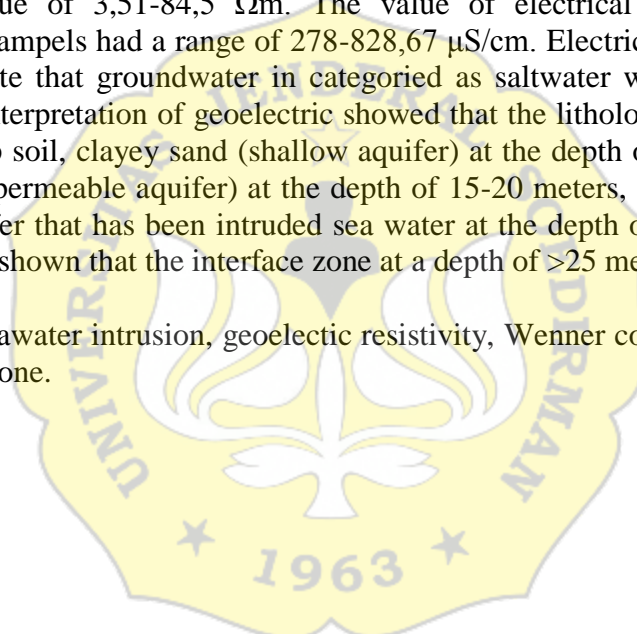 ue of 3,51-84,5 Ωm. The value of electrical
ampels had a range of 278-828,67 μS/cm. Electric
te that groundwater in categoried as saltwater w
nterpretation of geoelectric showed that the litholo
o soil, clayey sand (shallow aquifer) at the depth o
permeable aquifer) at the depth of 15-20 meters,
fer that has been intruded sea water at the depth o
shown that the interface zone at a depth of >25 me
awater intrusion, geoelectic resistivity, Wenner co
one.
UNIVERSITAS JENDERAL SOEDIRMAN
1963